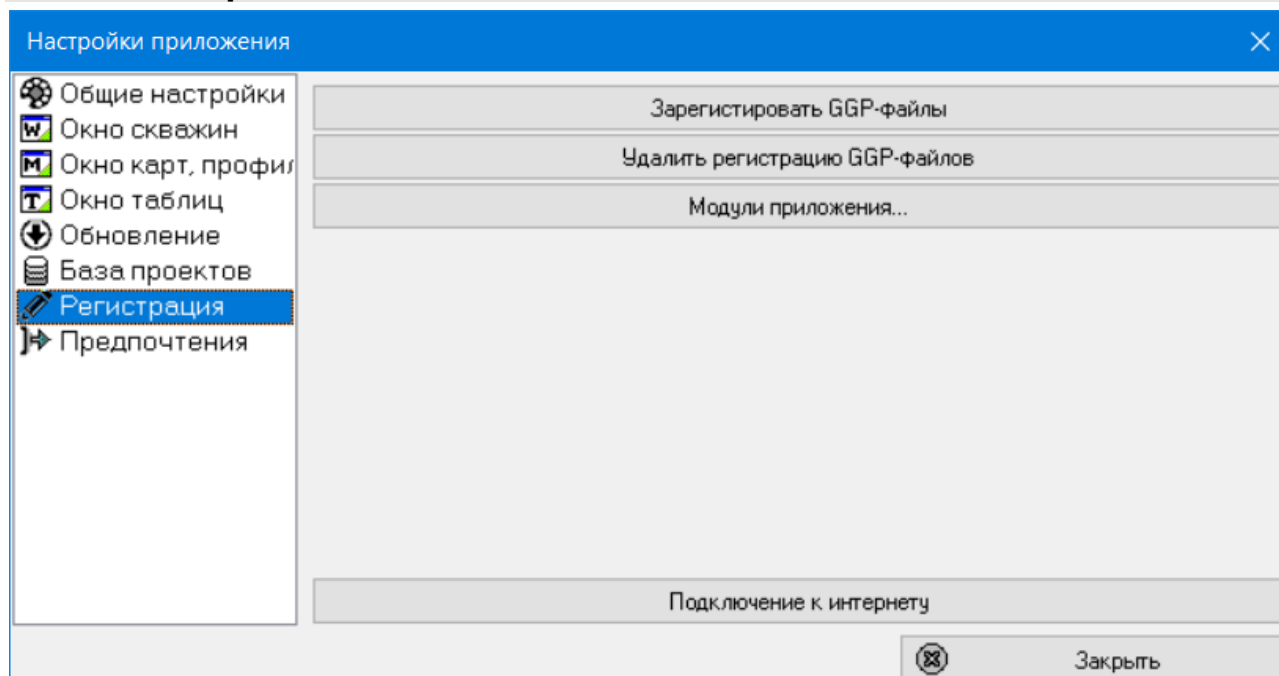 Настройки приложения
Общие настройки
Окно скважин
Окно карт, профил
Окно таблиц
Обновление
База проектов
Регистрация
Предпочтения
Зарегистировать GGP-файлы
Удалить регистрацию GGP-файлов
Модули приложения...
Подключение к интернету
Закрыть